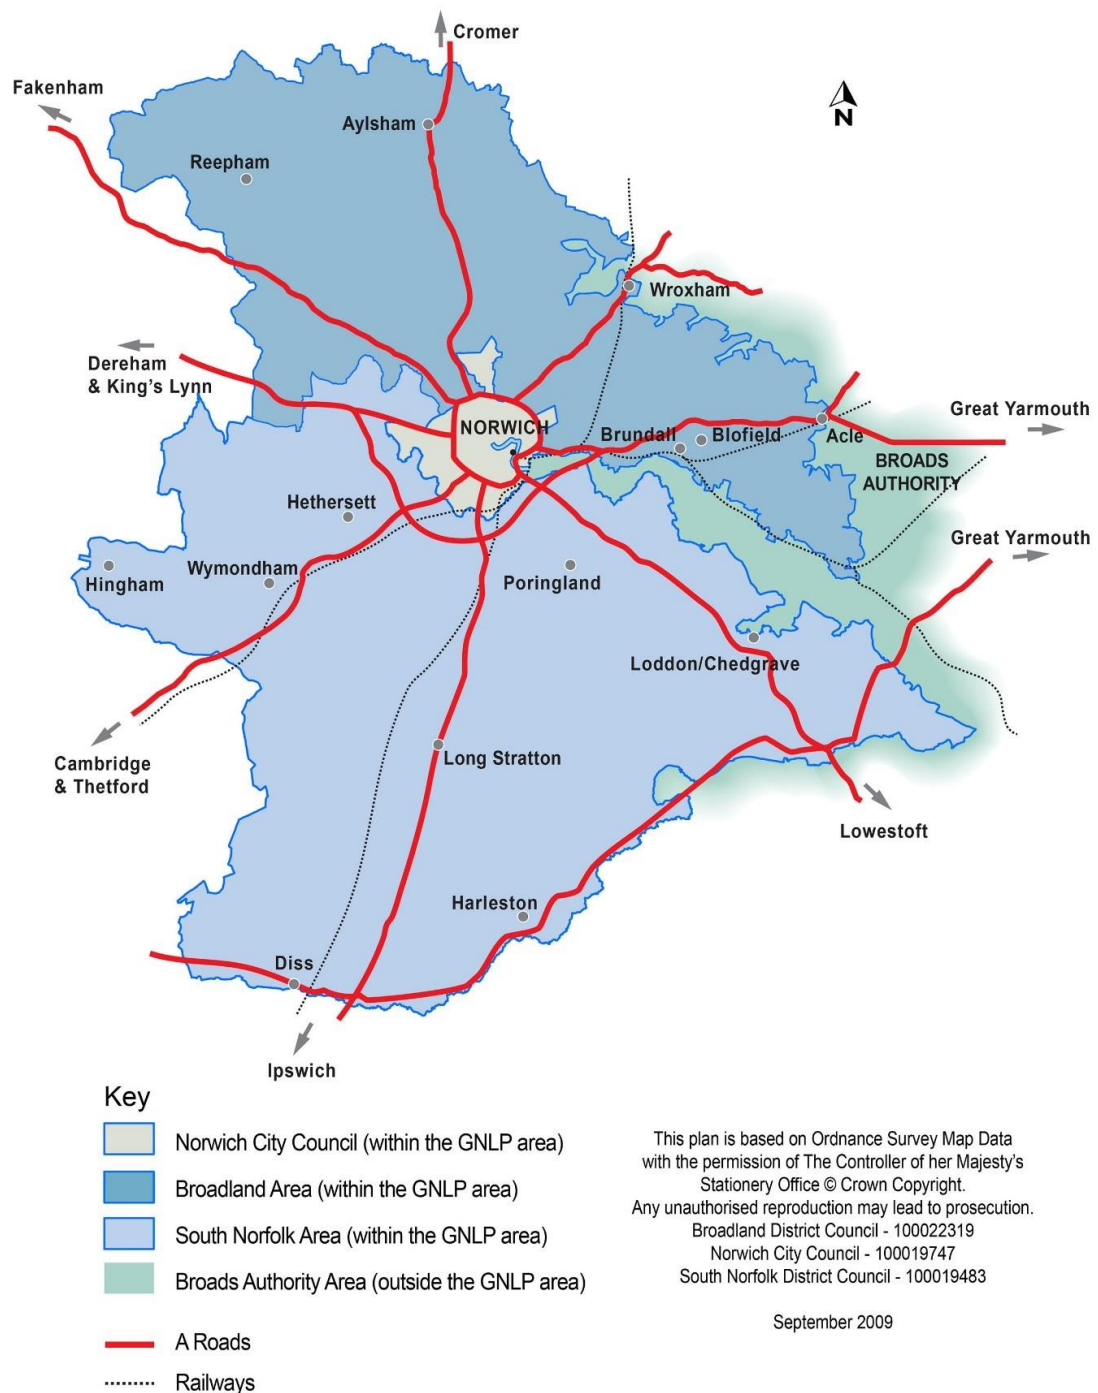 Cromer
Fakenham
N
Aylsham
Reepham
Wroxham
Dereham
& King's Lynn
Great Yarmouth
NORWICH
Brundall
Blofield
Acle
BROADS
AUTHORITY
Hethersett
Great Yarmouth
Hingham
Wymondham
Poringland
Loddon/Chedgrave
Long Stratton
Cambridge
& Thetford
Lowestoft
Harleston
Diss
Ipswich
Key
Norwich City Council (within the GNLP area)
Broadland Area (within the GNLP area)
South Norfolk Area (within the GNLP area)
Broads Authority Area (outside the GNLP area)
A Roads
Railways
This plan is based on Ordnance Survey Map Data
with the permission of The Controller of her Majesty's
Stationery Office © Crown Copyright.
Any unauthorised reproduction may lead to prosecution.
Broadland District Council - 100022319
Norwich City Council - 100019747
South Norfolk District Council - 100019483
September 2009